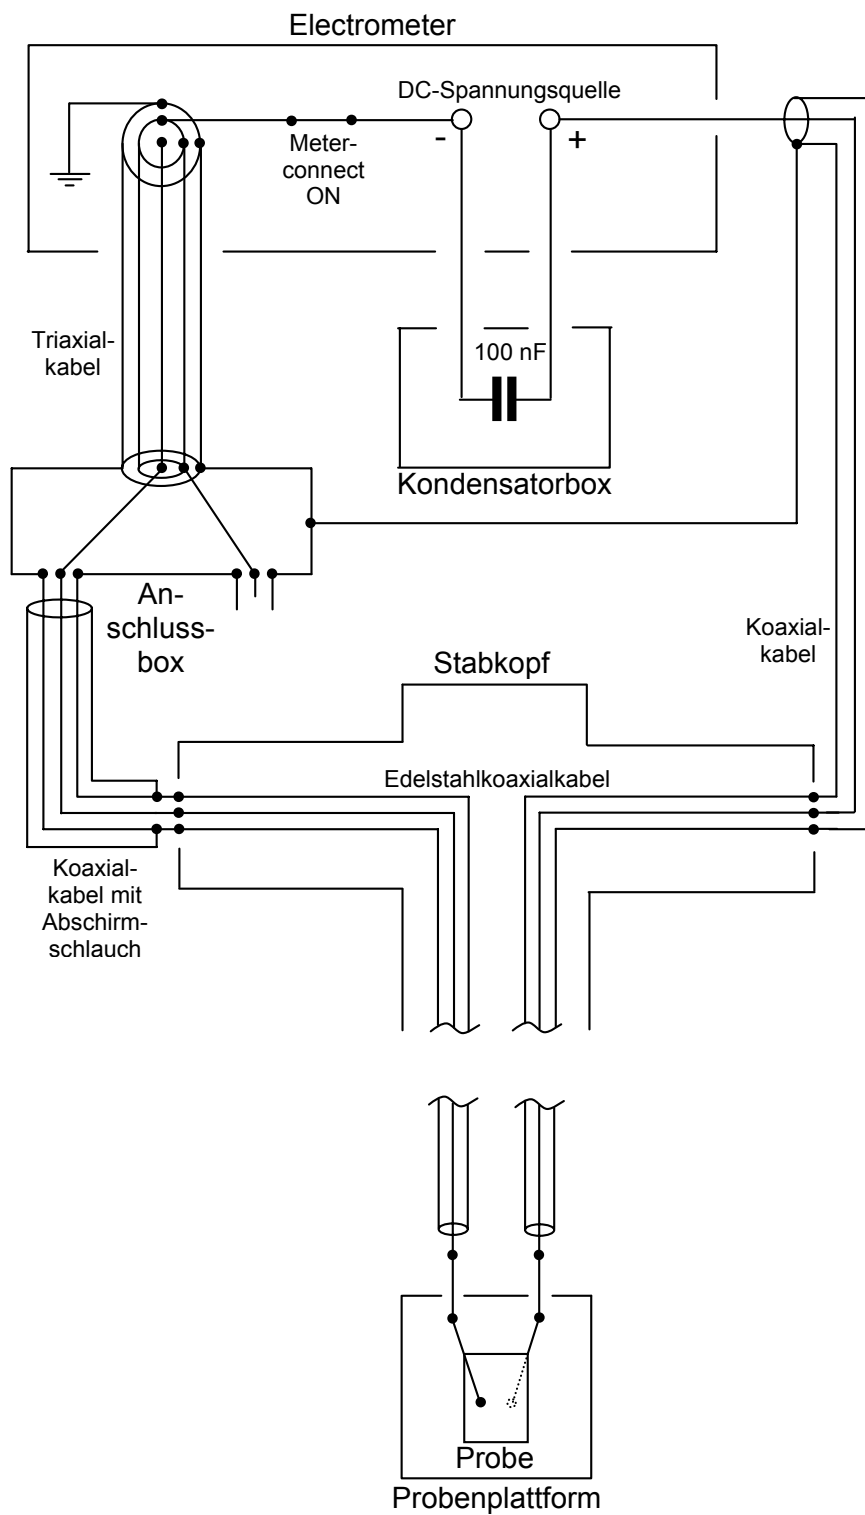 Electrometer
DC-Spannungsquelle
-
+
Meter-
connect
ON
Triaxial-
kabel
100 nF
Kondensatorbox
An-
schluss-
box
Koaxial-
kabel
Stabkopf
Edelstahlkoaxialkabel
Koaxial-
kabel mit
Abschirm-
schlauch
Probe
Probenplattform